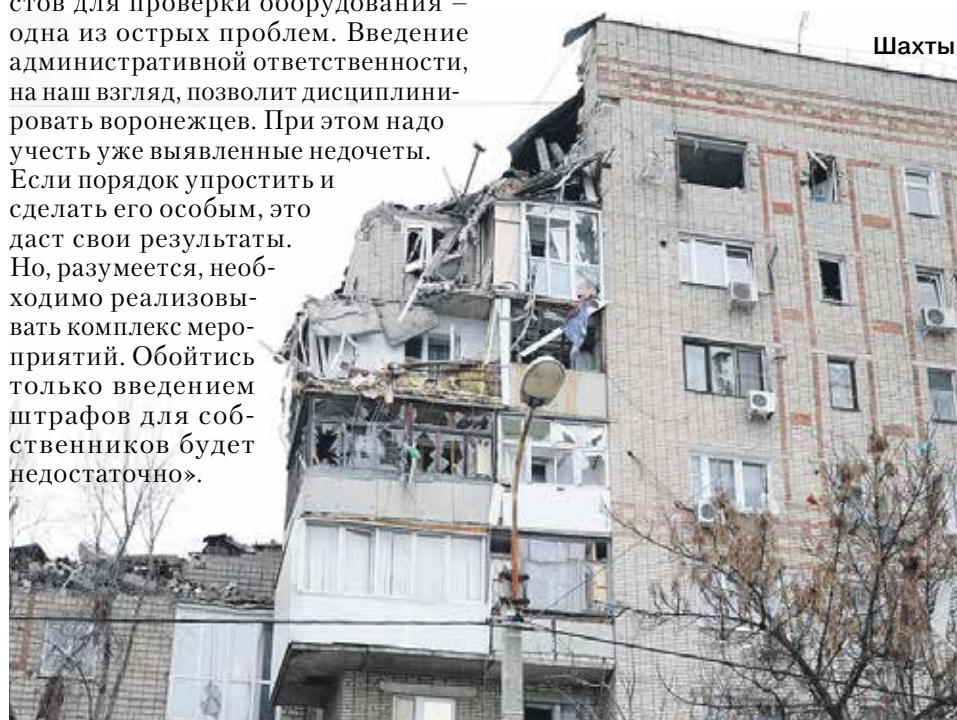 стов для проверки оборудования –
одна из острых проблем. Введение
административной ответственности,
на наш взгляд, позволит дисциплини-
ровать воронежцев. При этом надо
учесть уже выявленные недочеты.
Если порядок упростить и
сделать его особым, это
даст свои результаты.
Но, разумеется, необ-
ходимо реализовы-
вать комплекс меро-
приятий. Обойтись
только введением
штрафов для соб-
ственников будет
недостаточно».
Шахты